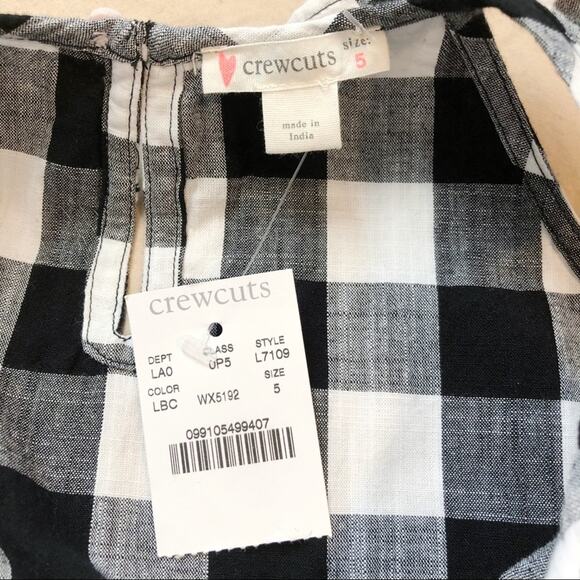 crewcuts
size:
5
made in
India
crewcuts
DEPT CLASS STYLE
LA0 0P5 L7109
COLOR SIZE
LBC WX5192 5
099105499407